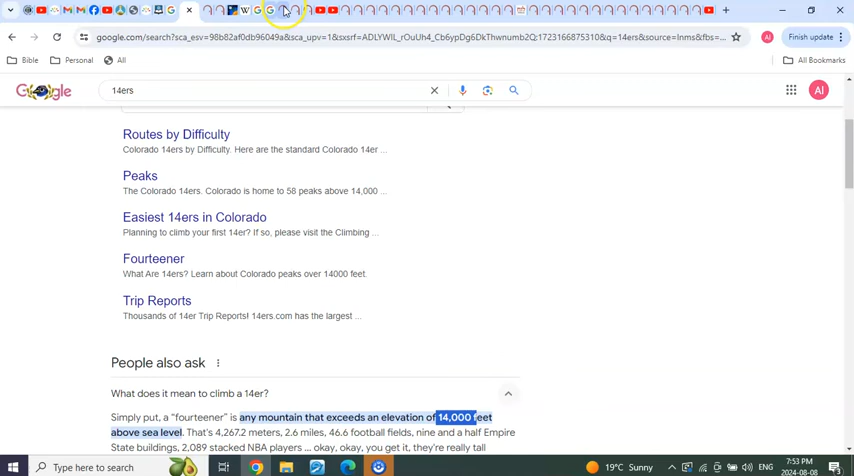 google.com/search?sca_esv=98b82af0db96049a&sca_upv=1&sxsrf=ADLYWIL_rOuUh4_Cb6ypDg6DkThwnumb2Q:1723166875310&q=14ers&source=lnms&fbs=...
AI
Finish update
Bible
Personal
All
All Bookmarks
Google
14ers
AI
Routes by Difficulty
Colorado 14ers by Difficulty. Here are the standard Colorado 14er ...
Peaks
The Colorado 14ers. Colorado is home to 58 peaks above 14,000 ...
Easiest 14ers in Colorado
Planning to climb your first 14er? If so, please visit the Climbing ...
Fourteener
What Are 14ers? Learn about Colorado peaks over 14000 feet.
Trip Reports
Thousands of 14er Trip Reports! 14ers.com has the largest ...
People also ask
What does it mean to climb a 14er?
Simply put, a “fourteener” is any mountain that exceeds an elevation of 14,000 feet
above sea level. That's 4,267.2 meters, 2.6 miles, 46.6 football fields, nine and a half Empire
State buildings, 2,089 stacked NBA players ... okay, okay, you get it, they're really tall
Type here to search
19°C Sunny
ENG
7:53 PM
2024-08-08